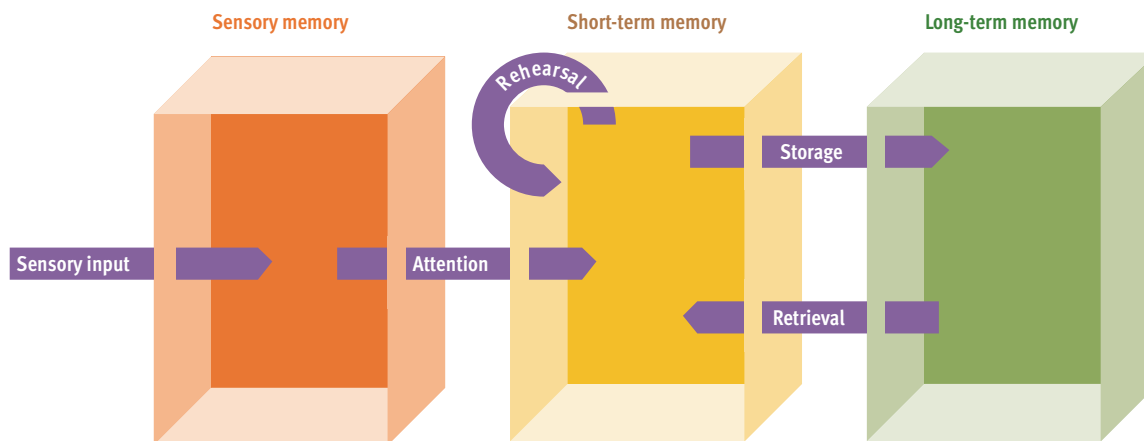 Sensory memory
Short-term memory
Long-term memory
Rehearsal
Storage
Sensory input
Attention
Retrieval